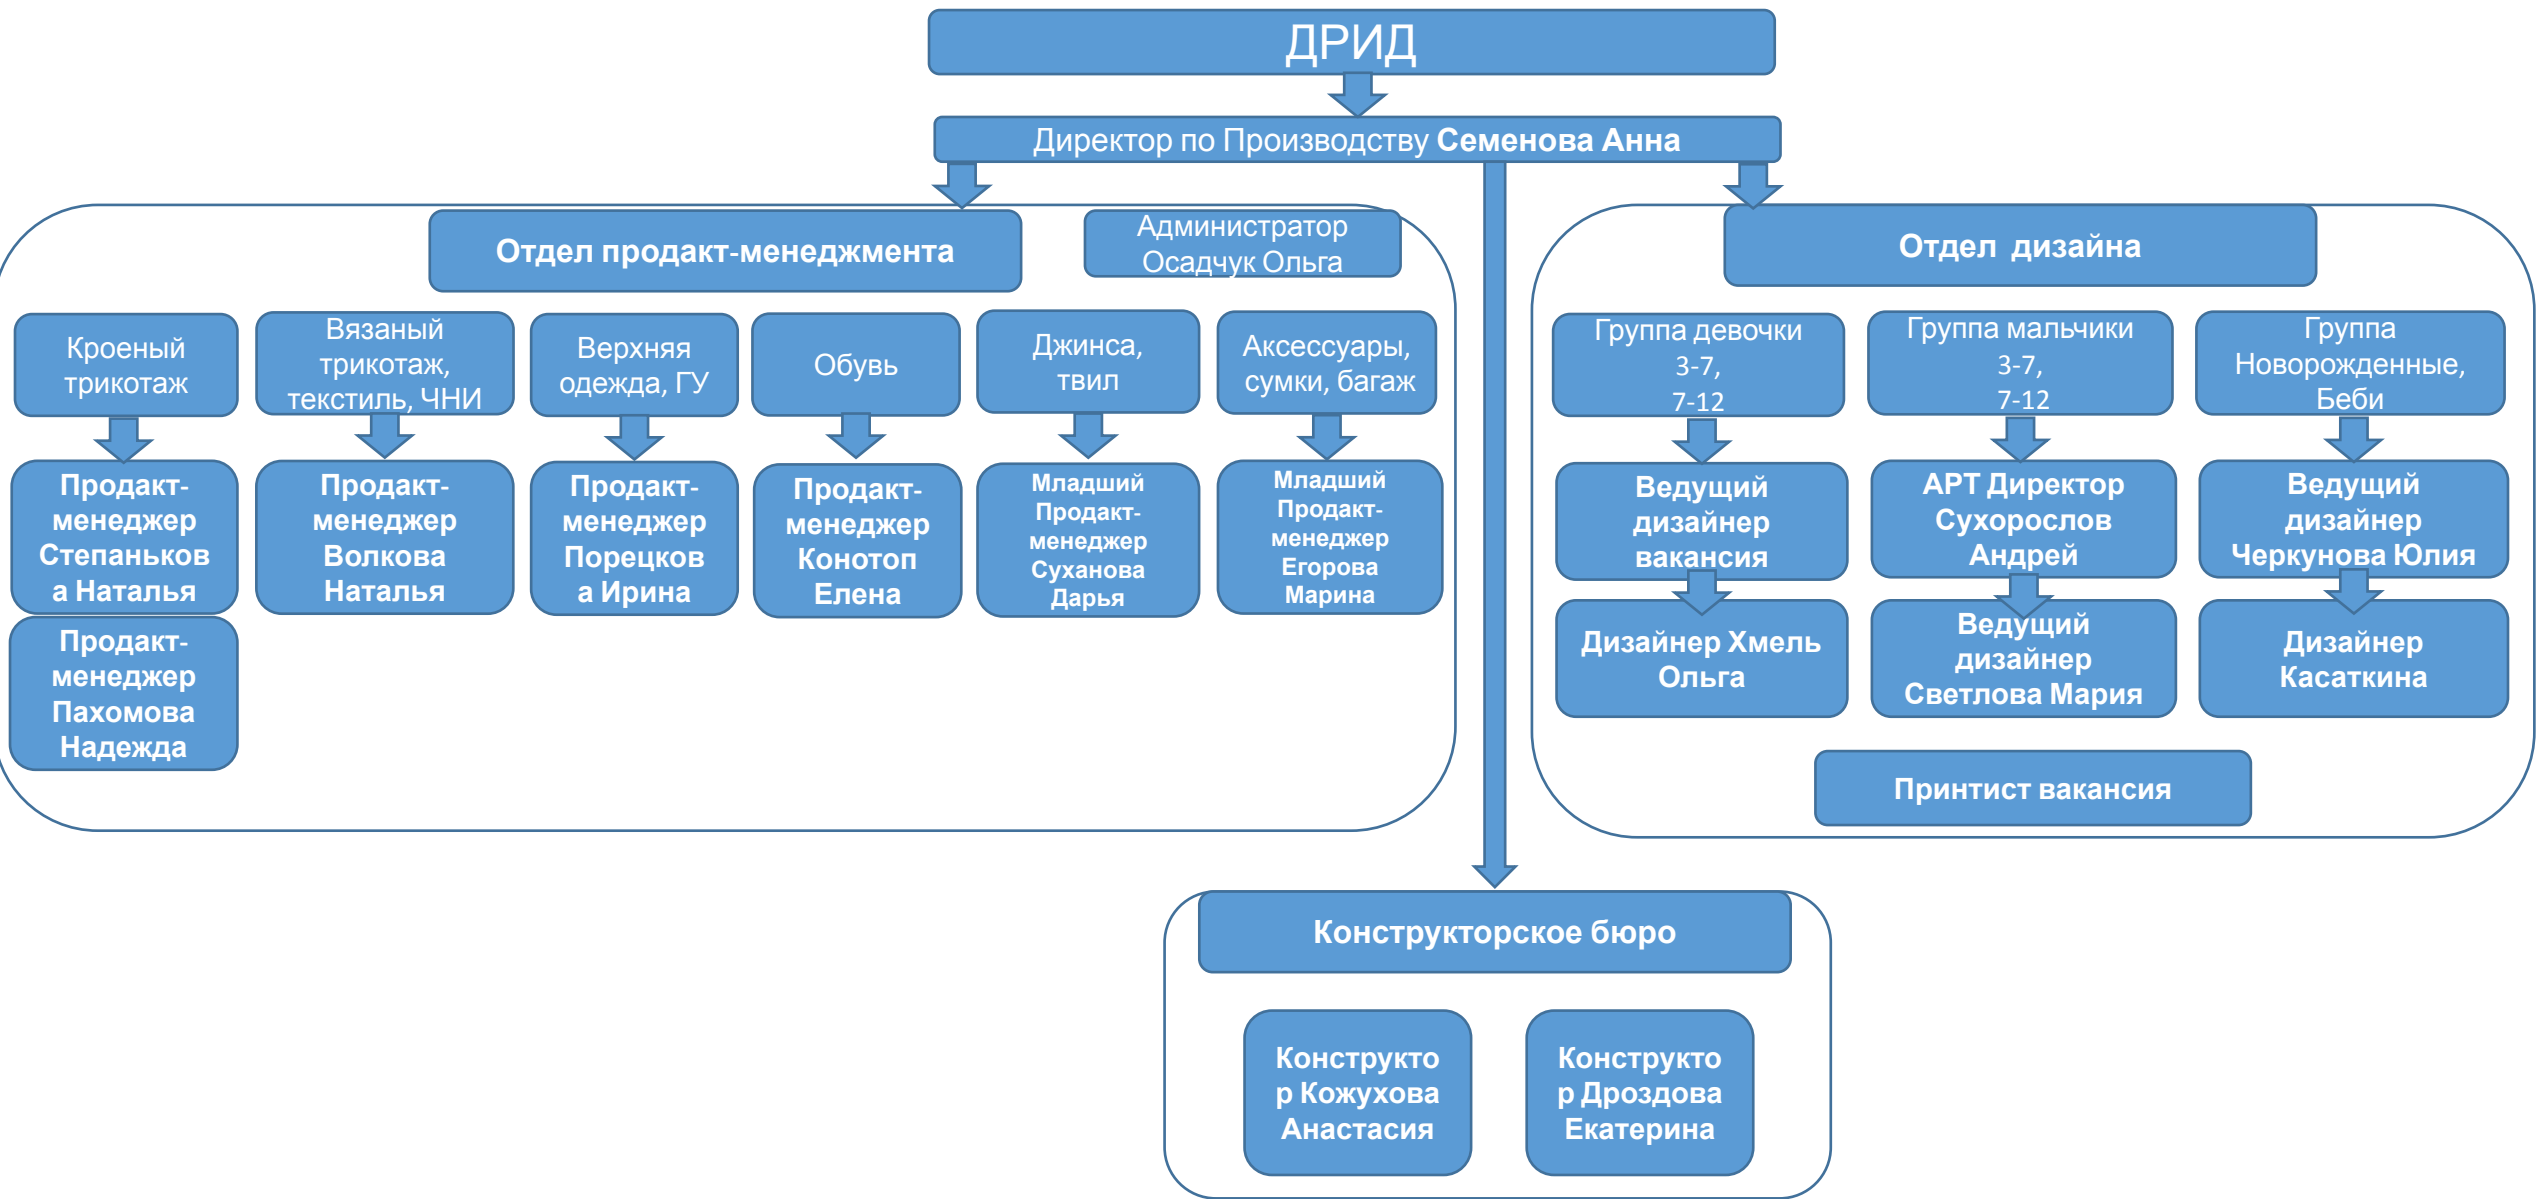 ДРИД
Директор по Производству Семенова Анна
Отдел продакт-менеджмента
Администратор
Осадчук Ольга
Кроеный
трикотаж
Вязаный
трикотаж,
текстиль, ЧНИ
Верхняя
одежда, ГУ
Обувь
Джинса,
твил
Аксессуары,
сумки, багаж
Продакт-
менеджер
Степаньков
а Наталья
Продакт-
менеджер
Волкова
Наталья
Продакт-
менеджер
Порецков
а Ирина
Продакт-
менеджер
Конотоп
Елена
Младший
Продакт-
менеджер
Суханова
Дарья
Младший
Продакт-
менеджер
Егорова
Марина
Продакт-
менеджер
Пахомова
Надежда
Отдел дизайна
Группа девочки
3-7,
7-12
Группа мальчики
3-7,
7-12
Группа
Новорожденные,
Беби
Ведущий
дизайнер
вакансия
АРТ Директор
Сухорослов
Андрей
Ведущий
дизайнер
Черкунова Юлия
Дизайнер Хмель
Ольга
Ведущий
дизайнер
Светлова Мария
Дизайнер
Касаткина
Принтист вакансия
Конструкторское бюро
Конструкто
р Кожухова
Анастасия
Конструкто
р Дроздова
Екатерина